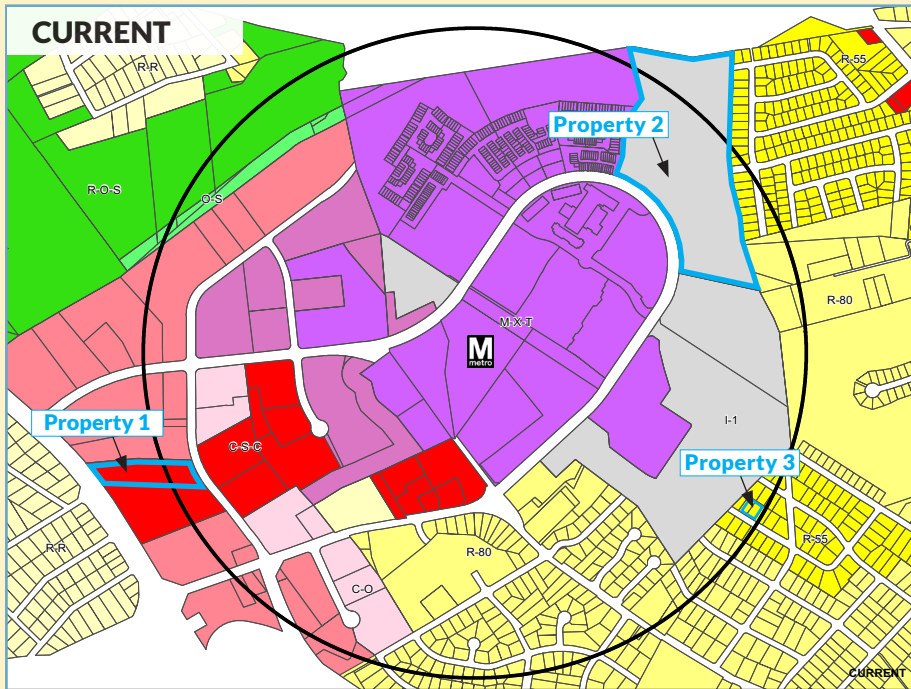 CURRENT
R-R
R-55
Property 2
R-O-S
O-S
R-80
M-X-T
M
metro
I-1
Property 1
C-S-C
Property 3
R-R
R-80
R-55
C-O
CURRENT